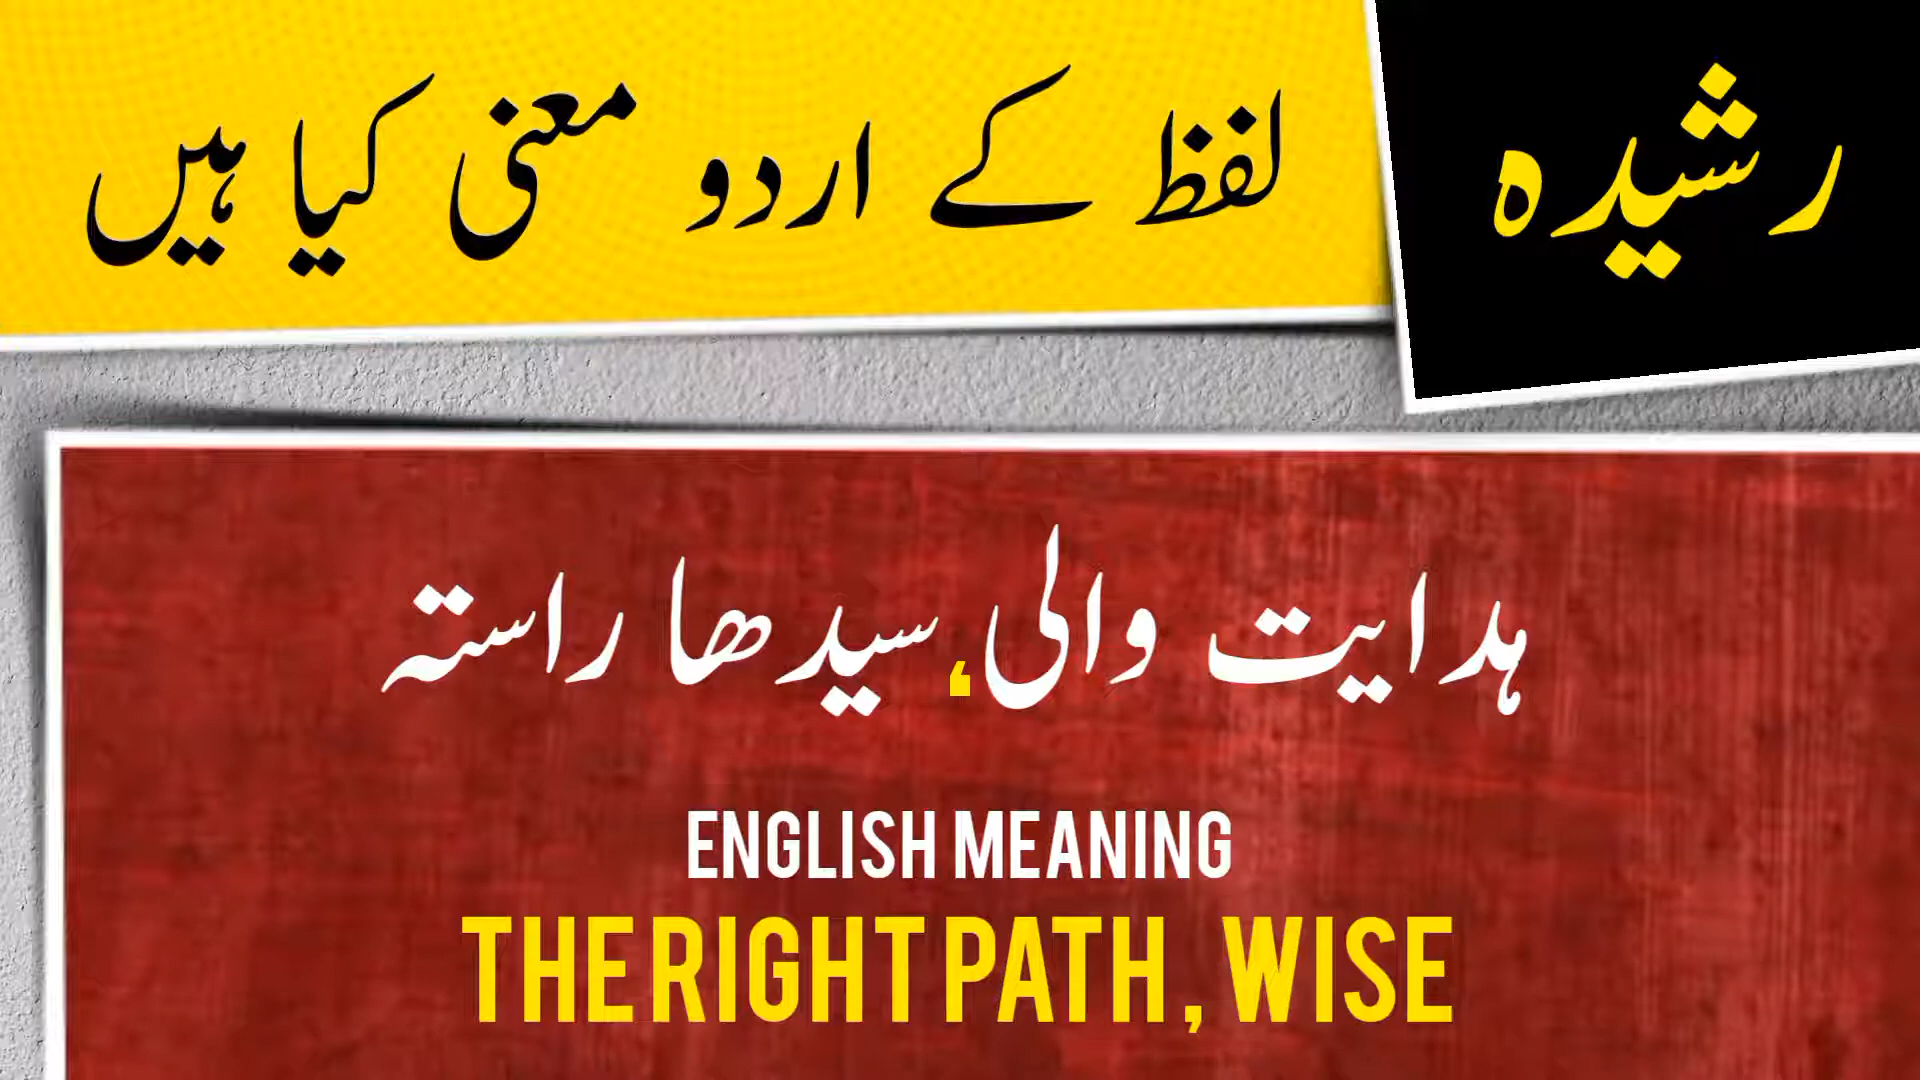 رشیدہ لفظ کے اردو معنی کیا ہیں
ہدایت والی، سیدھا راستہ
ENGLISH MEANING
THE RIGHT PATH, WISE